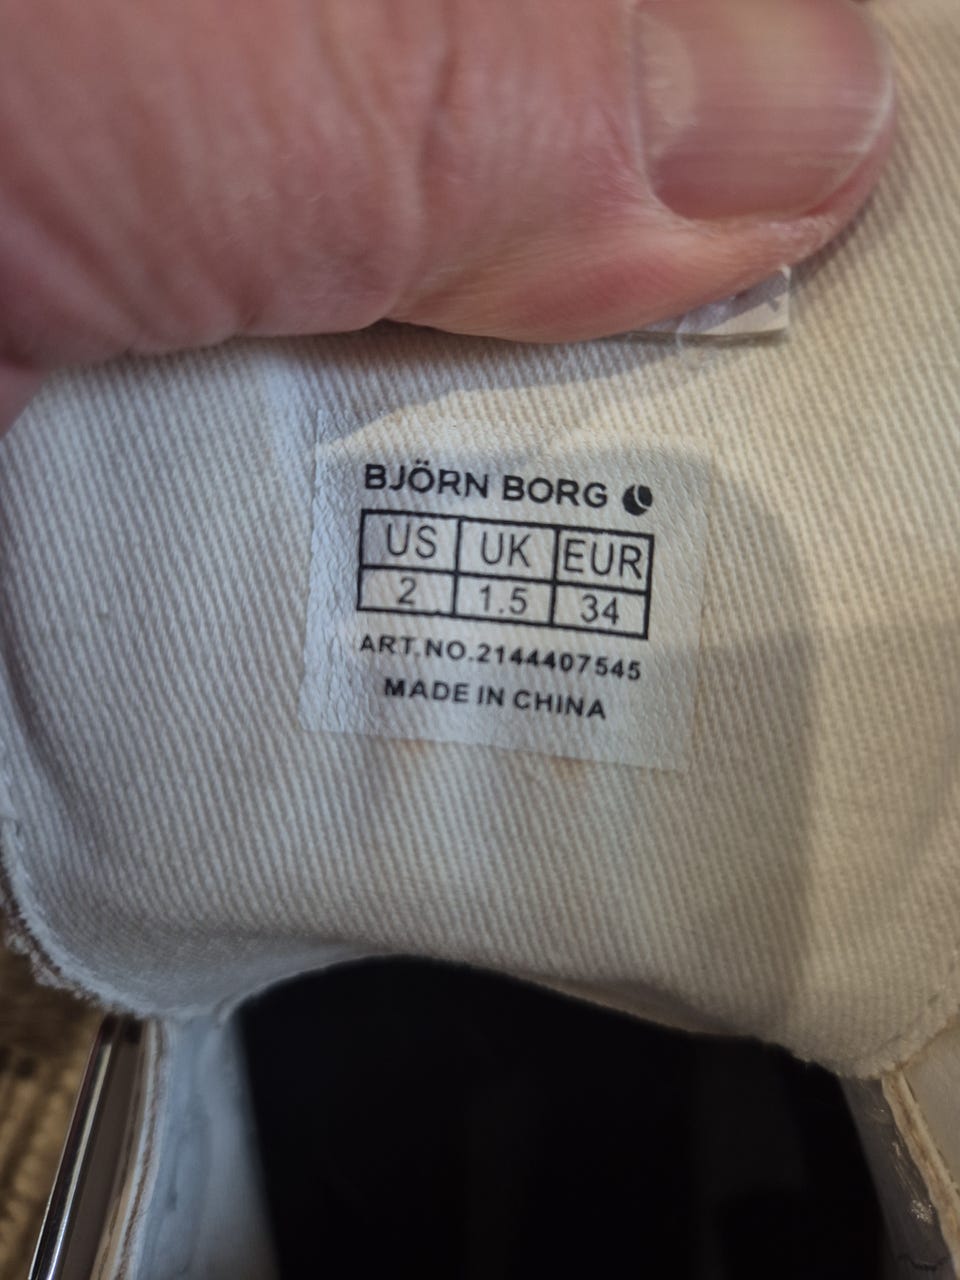 BJÖRN BORG
US UK EUR
2 1.5 34
ART.NO.2144407545
MADE IN CHINA